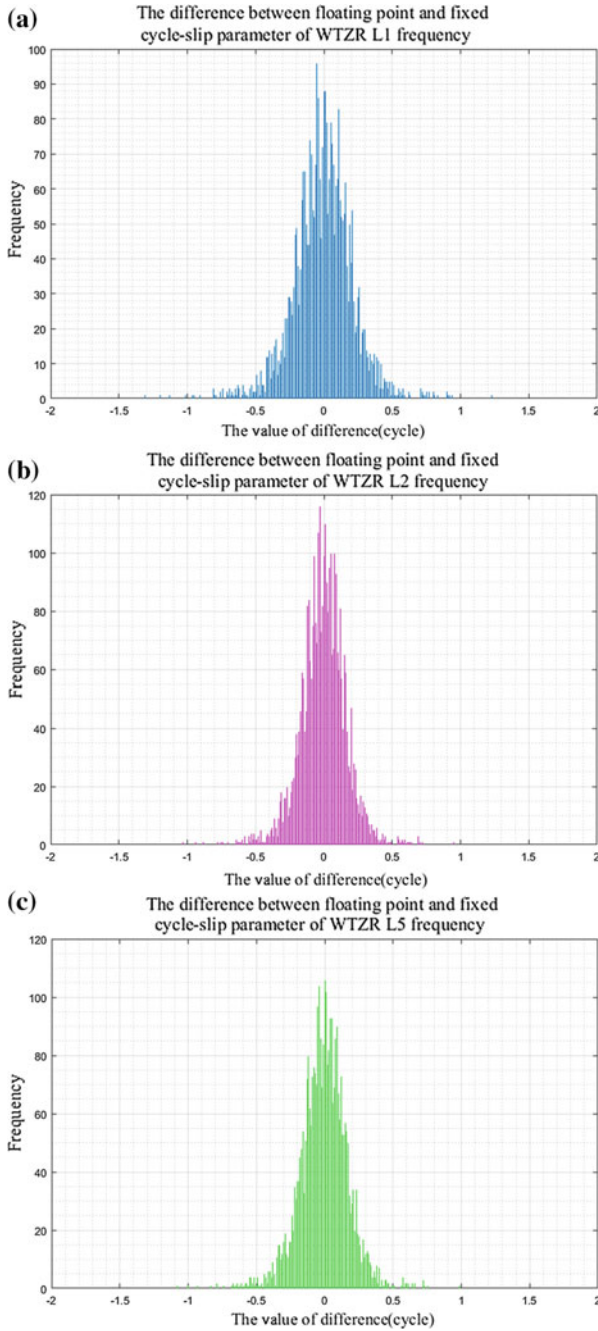 (a)
The difference between floating point and fixed
cycle-slip parameter of WTZR L1 frequency
100
90
80
70
60
50
40
30
20
10
0
Frequency
-2 -1.5 -1 -0.5 0 0.5 1 1.5 2
The value of difference(cycle)
(b)
The difference between floating point and fixed
cycle-slip parameter of WTZR L2 frequency
120
100
80
60
40
20
0
Frequency
-2 -1.5 -1 -0.5 0 0.5 1 1.5 2
The value of difference(cycle)
(c)
The difference between floating point and fixed
cycle-slip parameter of WTZR L5 frequency
120
100
80
60
40
20
0
Frequency
-2 -1.5 -1 -0.5 0 0.5 1 1.5 2
The value of difference(cycle)